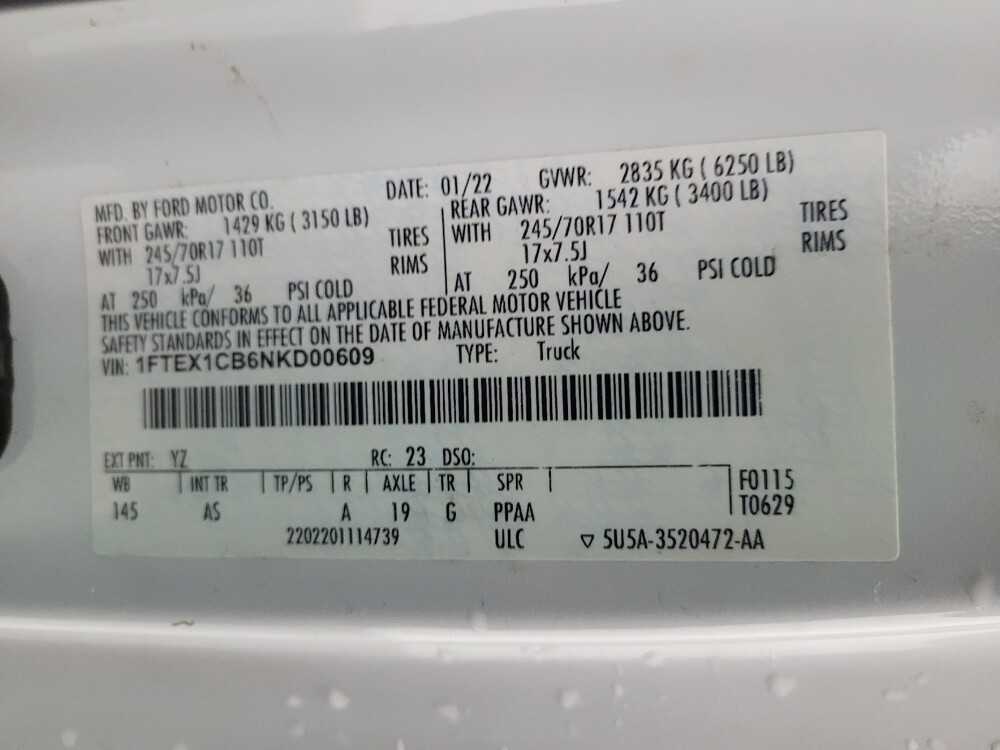 MFD. BY FORD MOTOR CO. DATE: 01/22 GVWR: 2835 KG ( 6250 LB)
FRONT GAWR: 1429 KG ( 3150 LB) REAR GAWR: 1542 KG ( 3400 LB)
WITH 245/70R17 110T TIRES WITH 245/70R17 110T TIRES
17x7.5J RIMS 17x7.5J RIMS
AT 250 kPa/ 36 PSI COLD AT 250 kPa/ 36 PSI COLD
THIS VEHICLE CONFORMS TO ALL APPLICABLE FEDERAL MOTOR VEHICLE
SAFETY STANDARDS IN EFFECT ON THE DATE OF MANUFACTURE SHOWN ABOVE.
VIN: 1FTEX1CB6NKD00609 TYPE: Truck
EXT PNT: YZ RC: 23 DSO:
WB INT TR TP/PS R AXLE TR SPR F0115
145 AS A 19 G PPAA T0629
2202201114739 ULC ▽ 5U5A-3520472-AA